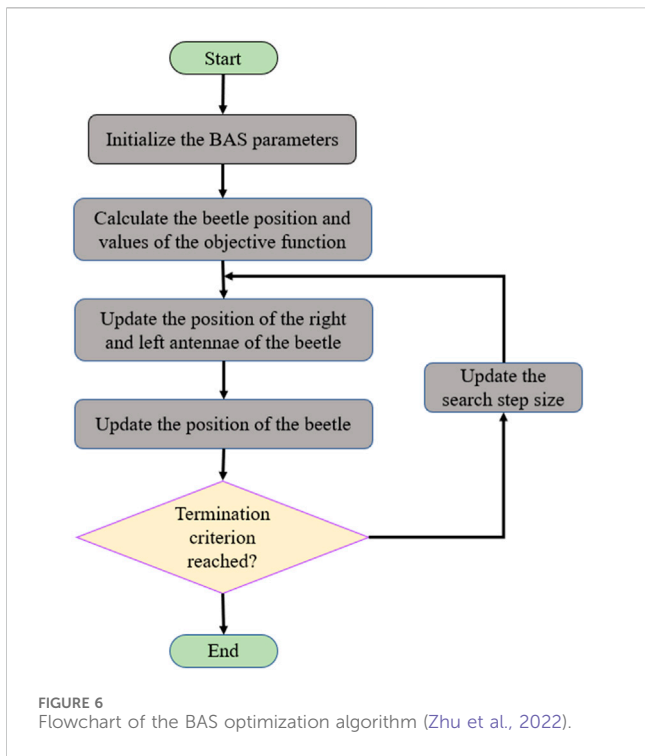 Start
Initialize the BAS parameters
Calculate the beetle position and
values of the objective function
Update the position of the right
and left antennae of the beetle
Update the
search step size
Update the position of the beetle
Termination
criterion
reached?
End
FIGURE 6
Flowchart of the BAS optimization algorithm (Zhu et al., 2022).